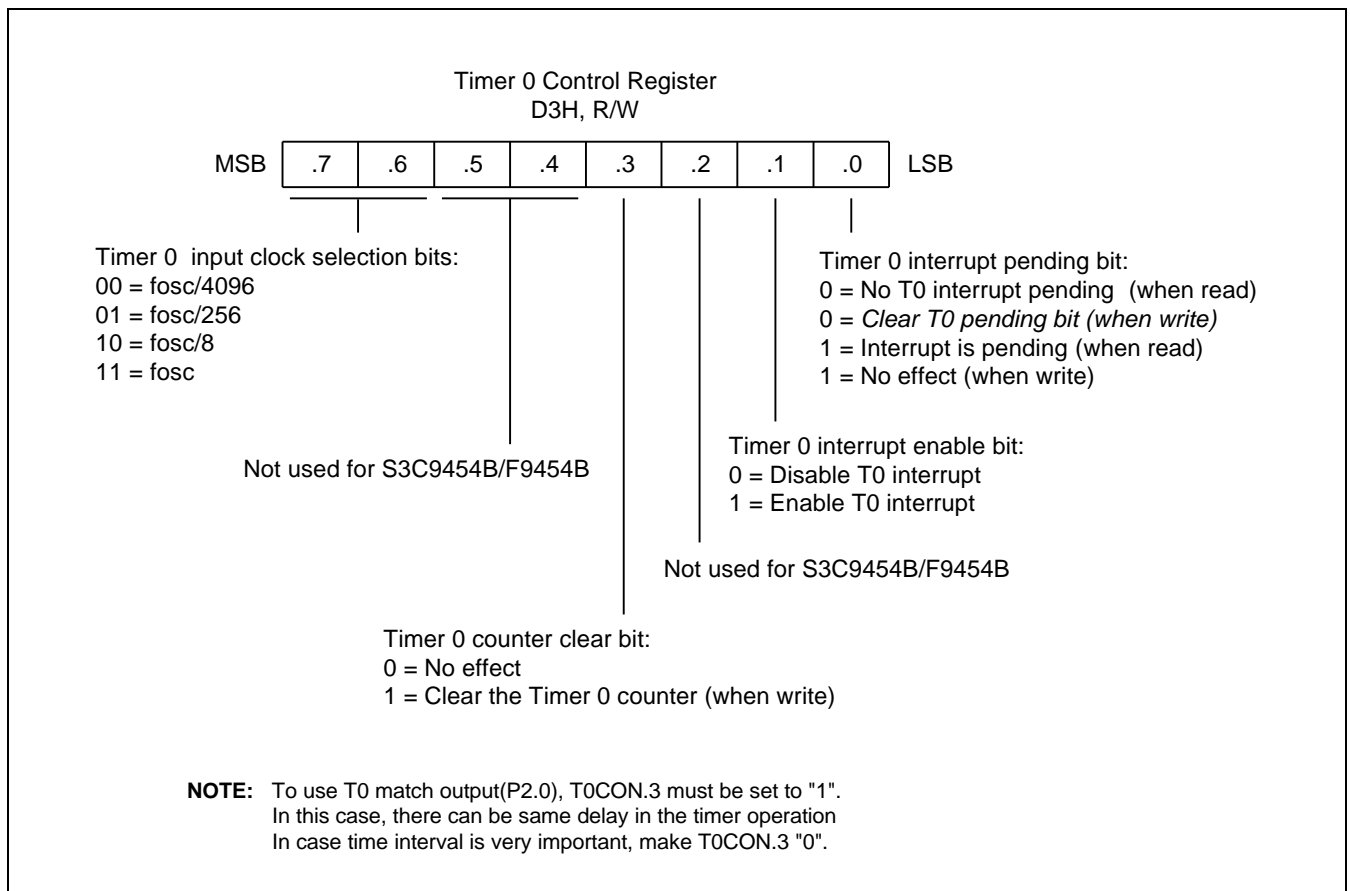 Timer 0 Control Register
D3H, R/W
MSB .7 .6 .5 .4 .3 .2 .1 .0 LSB
Timer 0 input clock selection bits:
00 = fosc/4096
01 = fosc/256
10 = fosc/8
11 = fosc
Timer 0 interrupt pending bit:
0 = No T0 interrupt pending (when read)
0 = Clear T0 pending bit (when write)
1 = Interrupt is pending (when read)
1 = No effect (when write)
Not used for S3C9454B/F9454B
Timer 0 interrupt enable bit:
0 = Disable T0 interrupt
1 = Enable T0 interrupt
Not used for S3C9454B/F9454B
Timer 0 counter clear bit:
0 = No effect
1 = Clear the Timer 0 counter (when write)
NOTE: To use T0 match output(P2.0), T0CON.3 must be set to "1".
In this case, there can be same delay in the timer operation
In case time interval is very important, make T0CON.3 "0".